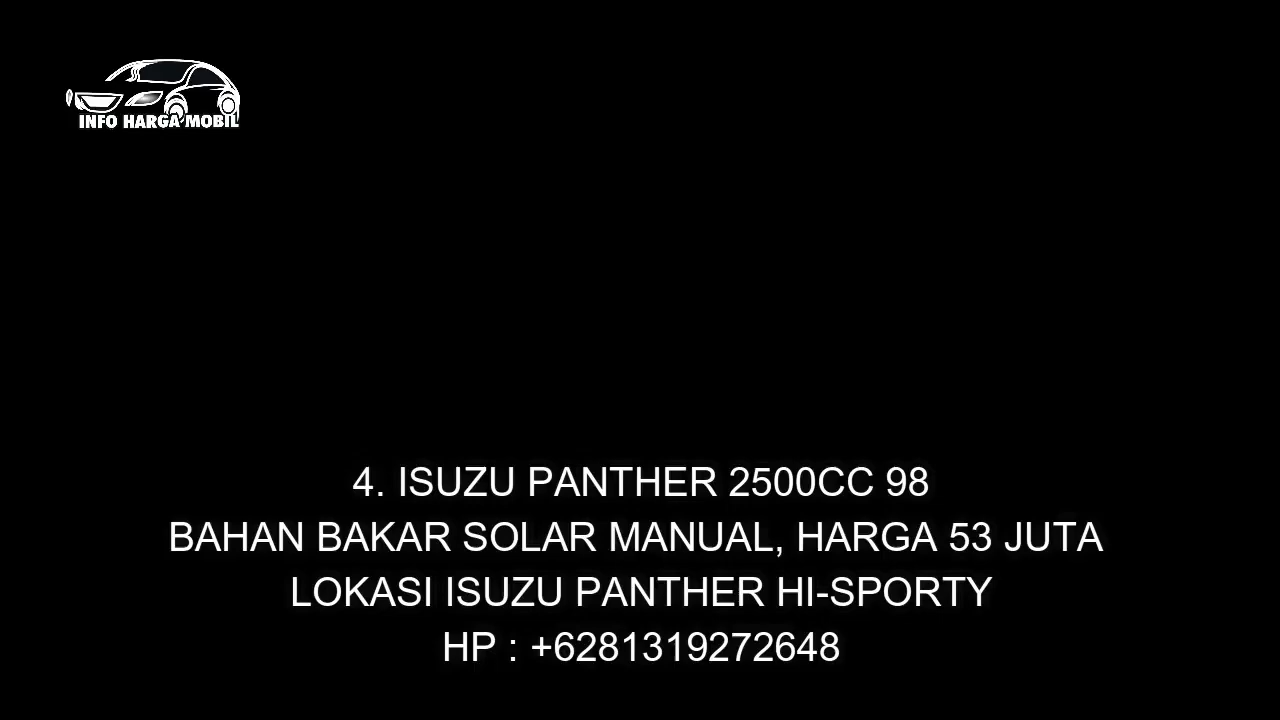 INFO HARGA MOBIL
4. ISUZU PANTHER 2500CC 98
BAHAN BAKAR SOLAR MANUAL, HARGA 53 JUTA
LOKASI ISUZU PANTHER HI-SPORTY
HP : +6281319272648